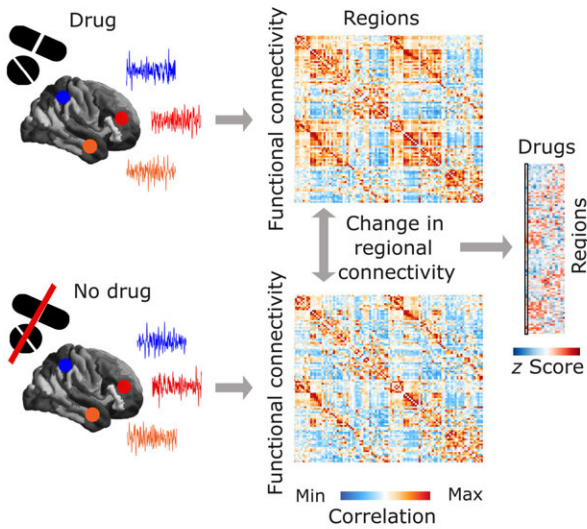 Drug
Regions
Functional connectivity
Drugs
Regions
Change in
regional
connectivity
z Score
No drug
Functional connectivity
Min
Max
Correlation